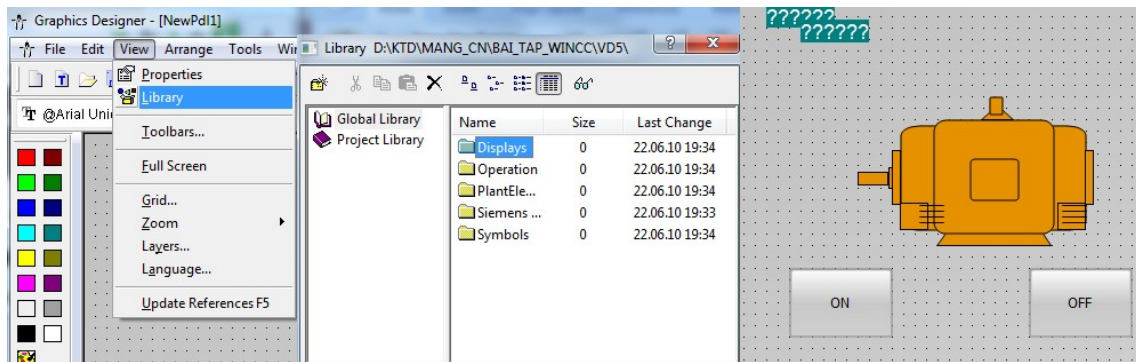 Graphics Designer - [NewPdl1]
File Edit View Arrange Tools
Properties
Library
Toolbars...
Full Screen
Grid...
Zoom
Layers...
Language...
Update References F5
@Arial Uni
Library D:\KTD\MANG_CN\BAI_TAP_WINCC\VD5\
Global Library
Project Library
Name Size Last Change
Displays 0 22.06.10 19:34
Operation 0 22.06.10 19:34
PlantEle... 0 22.06.10 19:34
Siemens ... 0 22.06.10 19:33
Symbols 0 22.06.10 19:34
??????
??????
ON
OFF